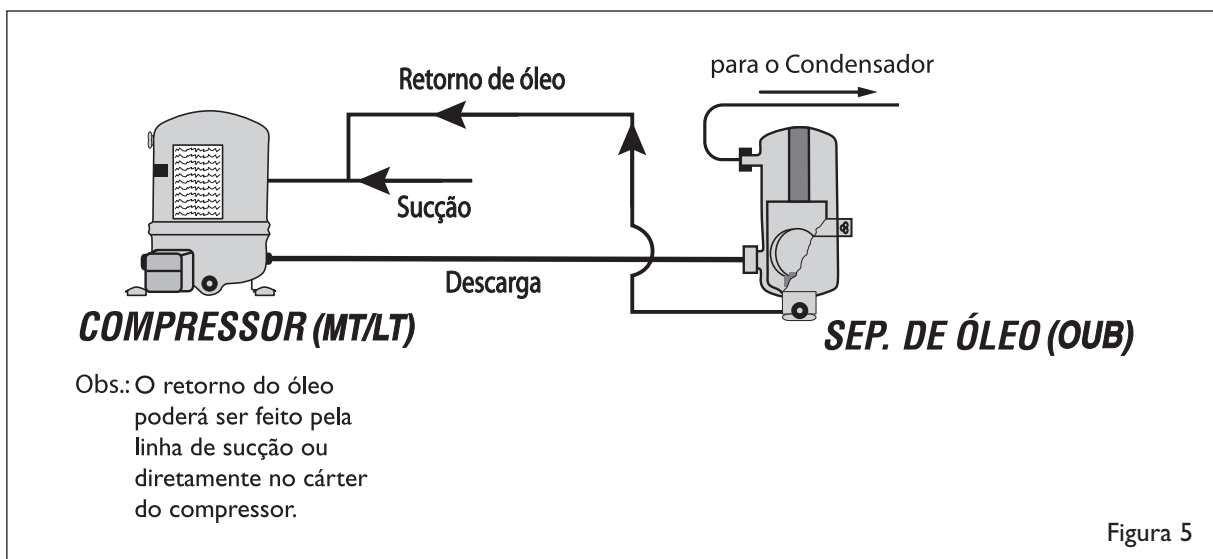 para o Condensador
Retorno de óleo
Sucção
Descarga
COMPRESSOR (MT/LT)
SEP. DE ÓLEO (OUB)
Obs.: O retorno do óleo
poderá ser feito pela
linha de sucção ou
diretamente no cárter
do compressor.
Figura 5